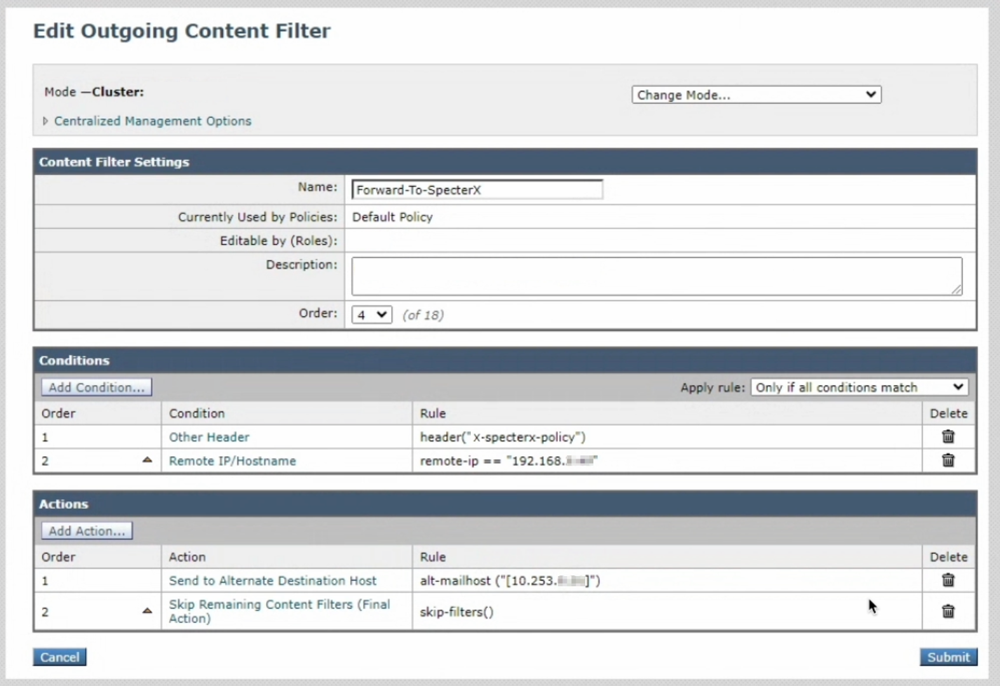 Edit Outgoing Content Filter
Mode —Cluster:
Change Mode...
Centralized Management Options
Content Filter Settings
Name: Forward-To-SpecterX
Currently Used by Policies: Default Policy
Editable by (Roles):
Description:
Order: 4 (of 18)
Conditions
Add Condition... Apply rule: Only if all conditions match
Order Condition Rule Delete
1 Other Header header("X-specterx-policy")
2 Remote IP/Hostname remote-ip == "192.168. "
Actions
Add Action...
Order Action Rule Delete
1 Send to Alternate Destination Host alt-mailhost ("[10.253. ]")
2 Skip Remaining Content Filters (Final Action) skip-filters()
Cancel Submit